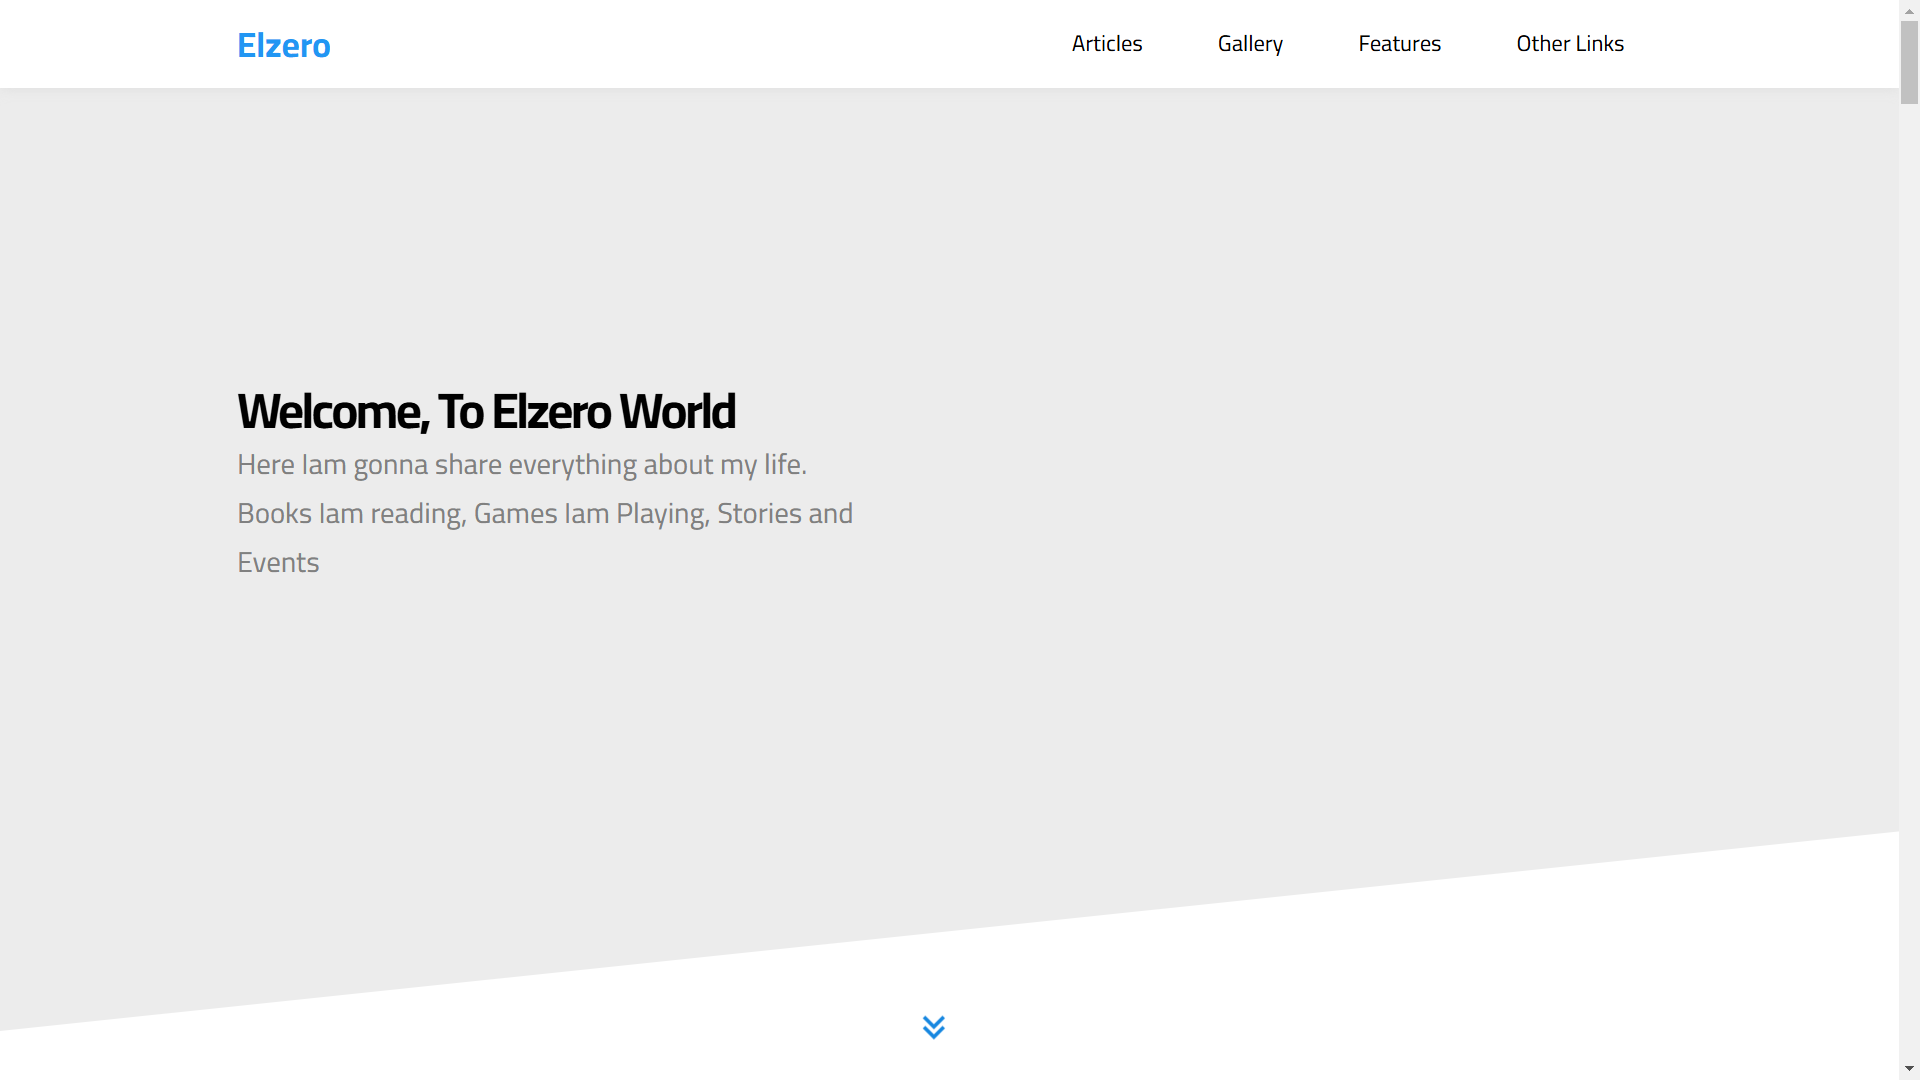 Elzero
Articles
Gallery
Features
Other Links
Welcome, To Elzero World
Here Iam gonna share everything about my life.
Books Iam reading, Games Iam Playing, Stories and
Events